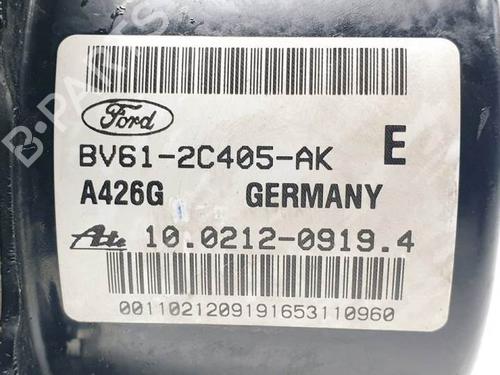 B-PARTS
Ford
BV61-2C405-AK E
A426G GERMANY
Ate 10.0212-0919.4
0011021209191653110960